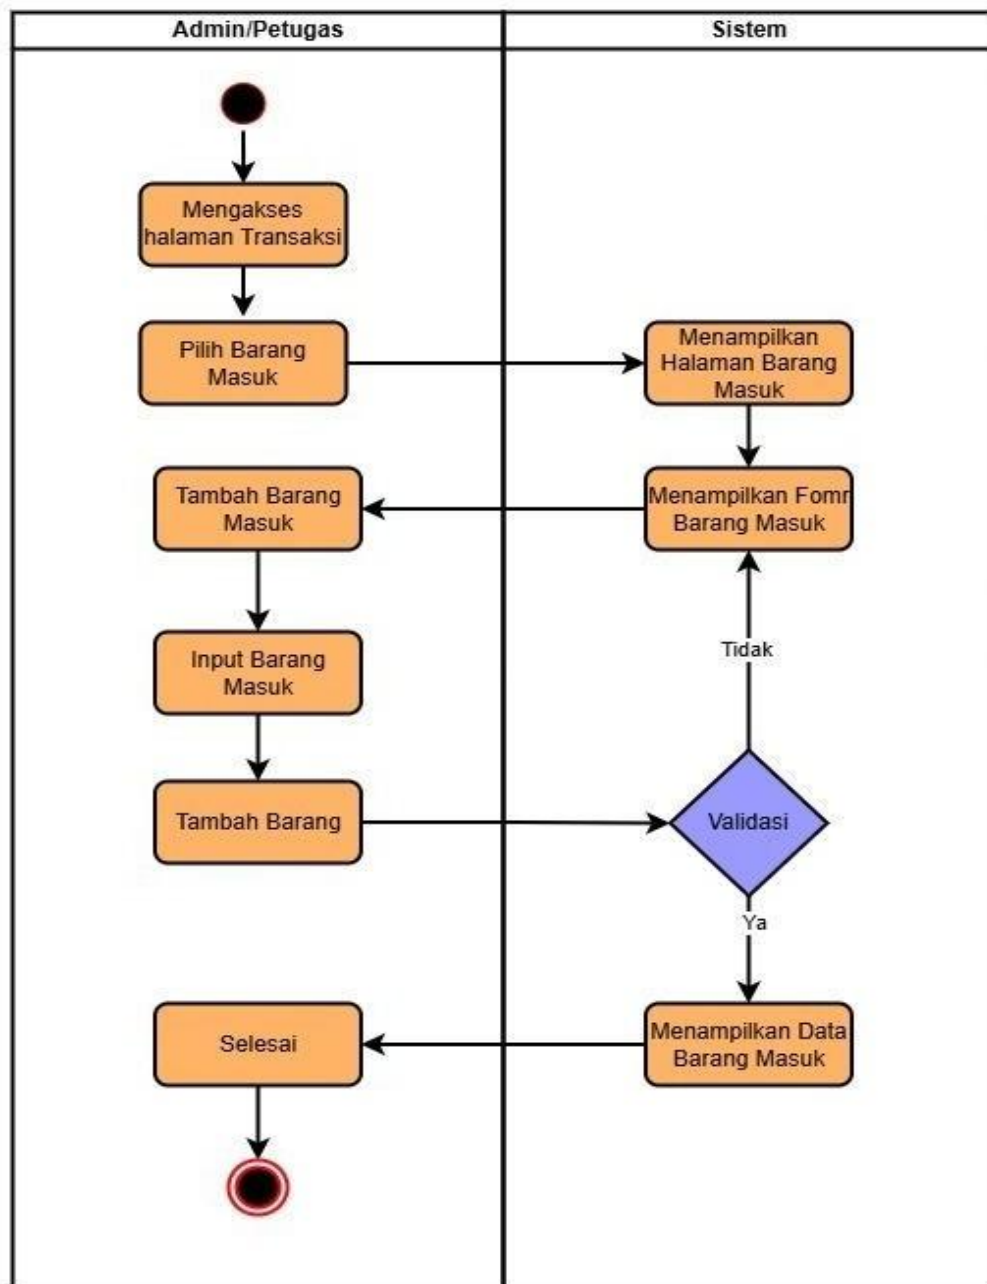 Admin/Petugas
Sistem
Mengakses
halaman Transaksi
Pilih Barang
Masuk
Menampilkan
Halaman Barang
Masuk
Tambah Barang
Masuk
Menampilkan Fomr
Barang Masuk
Tidak
Input Barang
Masuk
Tambah Barang
Validasi
Ya
Selesai
Menampilkan Data
Barang Masuk